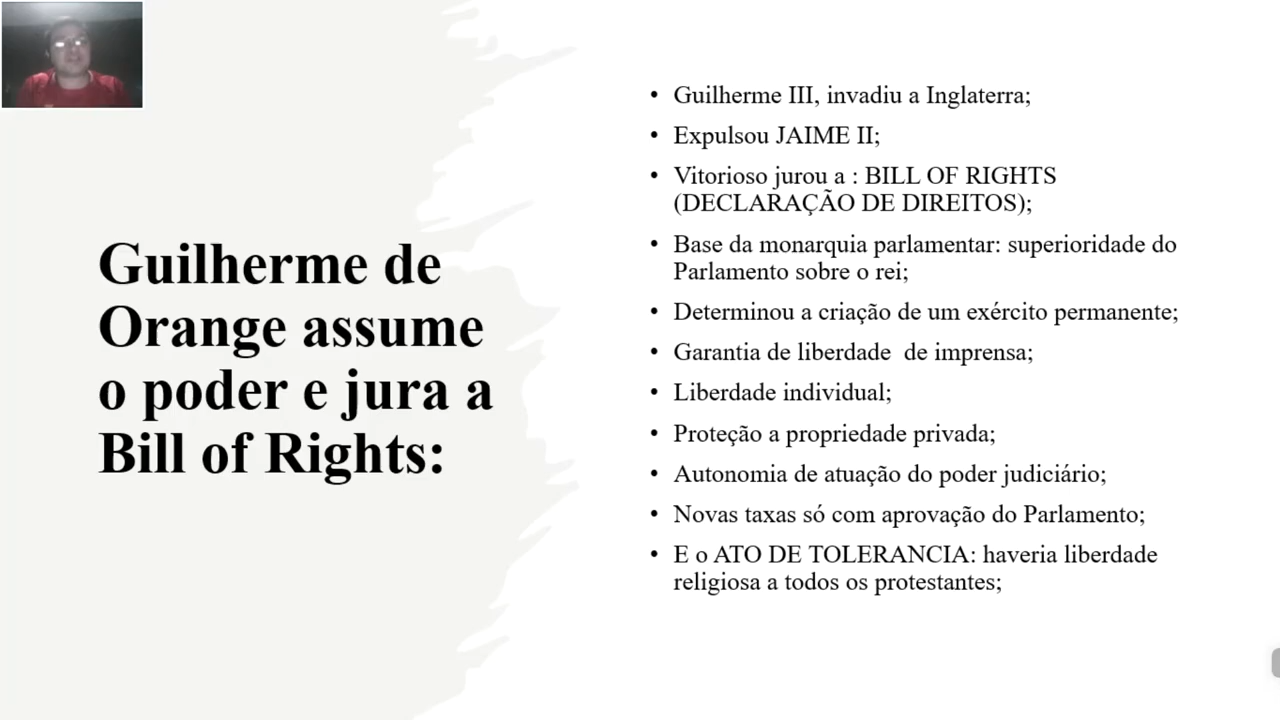 Guilherme de
Orange assume
o poder e jura a
Bill of Rights:
• Guilherme III, invadiu a Inglaterra;
• Expulsou JAIME II;
• Vitorioso jurou a : BILL OF RIGHTS
(DECLARAÇÃO DE DIREITOS);
• Base da monarquia parlamentar: superioridade do
Parlamento sobre o rei;
• Determinou a criação de um exército permanente;
• Garantia de liberdade  de imprensa;
• Liberdade individual;
• Proteção a propriedade privada;
• Autonomia de atuação do poder judiciário;
• Novas taxas só com aprovação do Parlamento;
• E o ATO DE TOLERANCIA: haveria liberdade
religiosa a todos os protestantes;